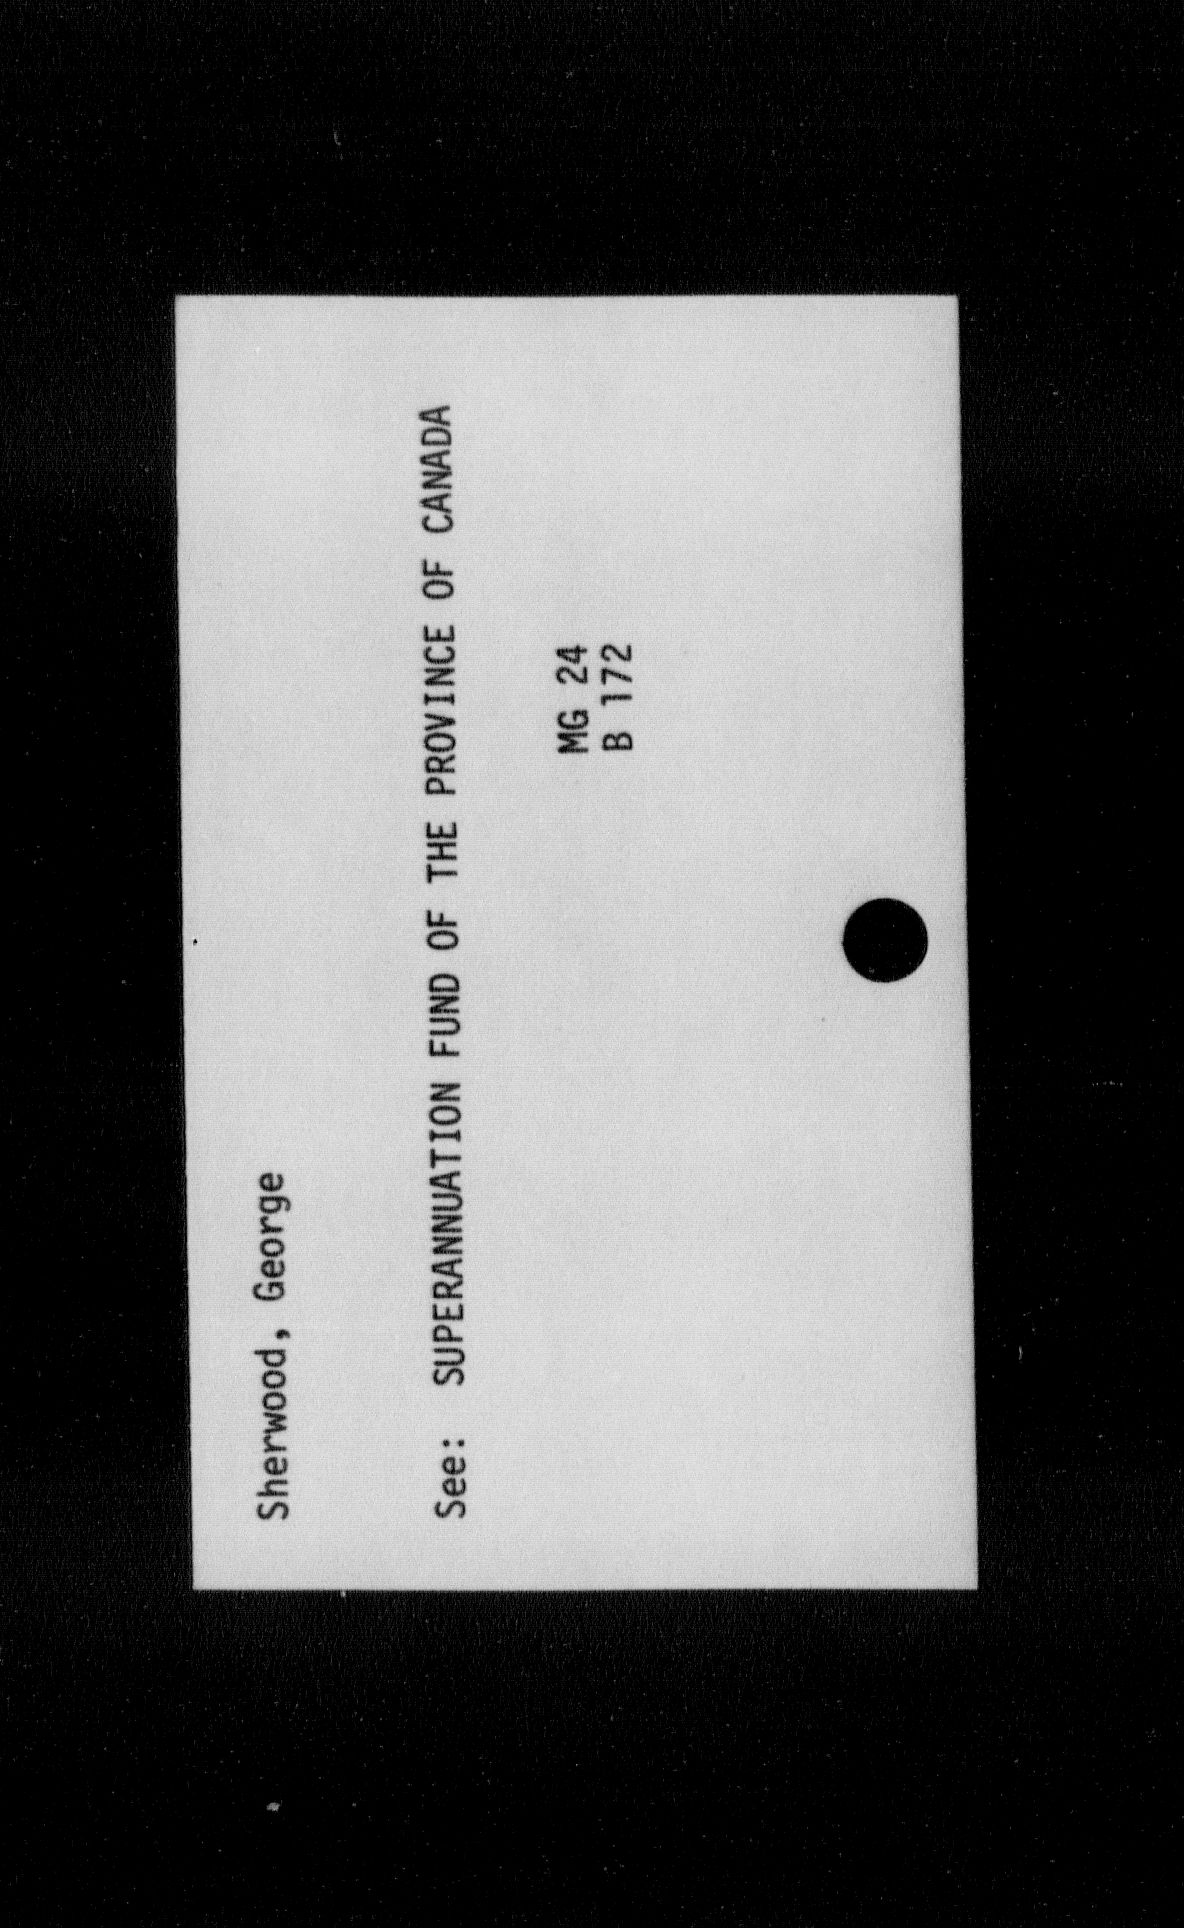 Sherwood, George
See: SUPERANNUATION FUND OF THE PROVINCE OF CANADA
MG 24
B 172